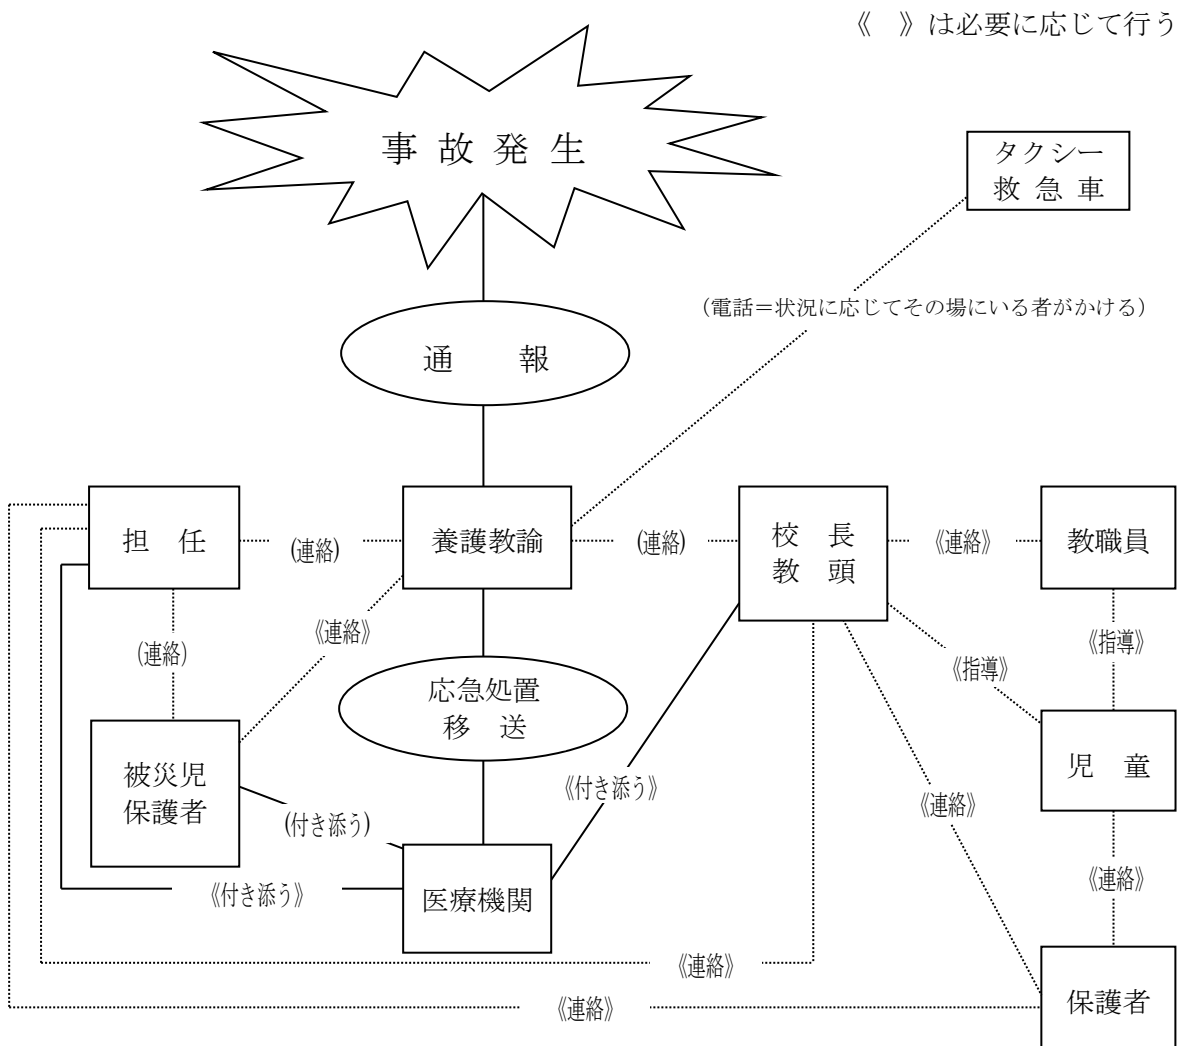 《　》は必要に応じて行う
事 故 発 生
タクシー
救 急 車
（電話＝状況に応じてその場にいる者がかける）
通　　報
担　任
(連絡)
養護教諭
(連絡)
校　長
教　頭
《連絡》
教職員
(連絡)
《連絡》
《指導》
《指導》
応急処置
移　送
被災児
保護者
児　童
《付き添う》
(付き添う)
《連絡》
《連絡》
《付き添う》
医療機関
《連絡》
保護者
《連絡》